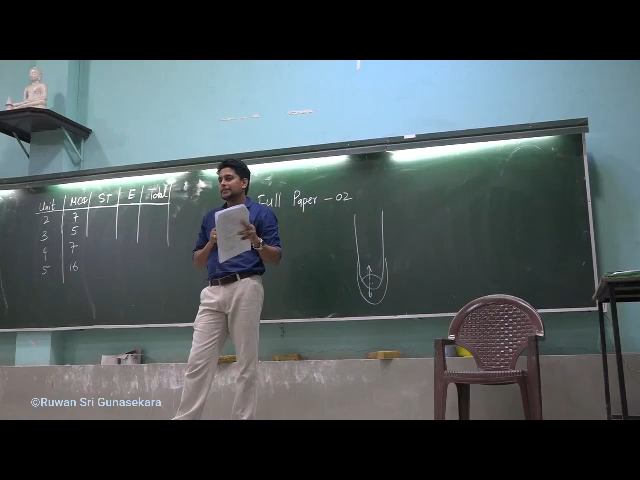 Full Paper - 02
Unit MCQ ST E Total
2 7
3 5
4 7
5 16
©Ruwan Sri Gunasekara